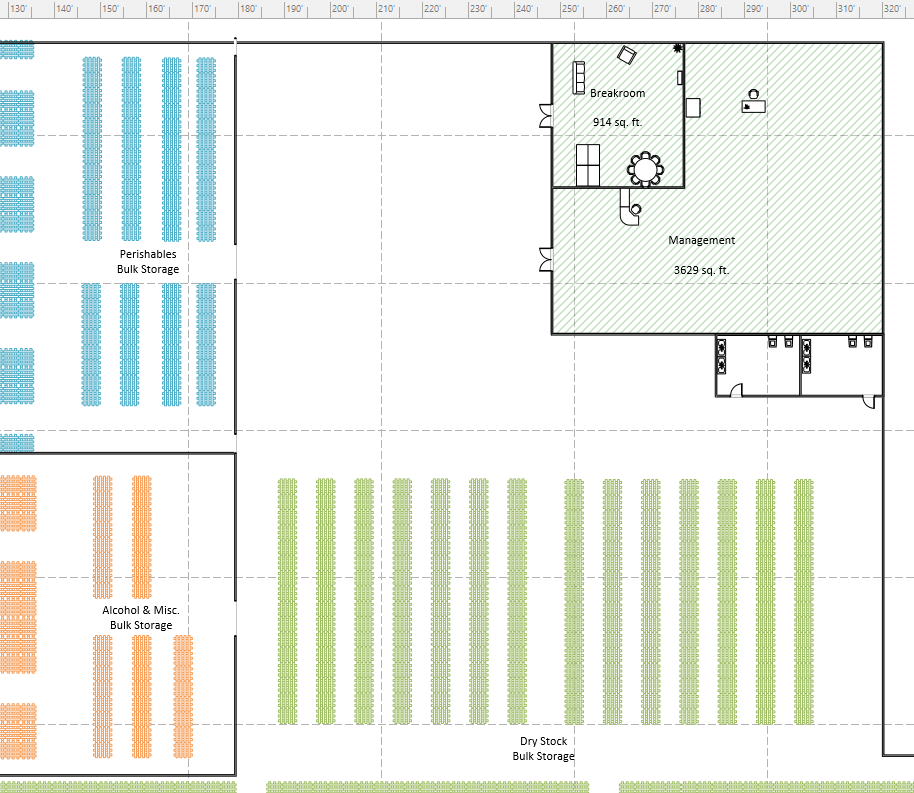 130' 140' 150' 160' 170' 180' 190' 200' 210' 220' 230' 240' 250' 260' 270' 280' 290' 300' 310' 320'
Breakroom
914 sq. ft.
Management
3629 sq. ft.
Perishables
Bulk Storage
Alcohol & Misc.
Bulk Storage
Dry Stock
Bulk Storage